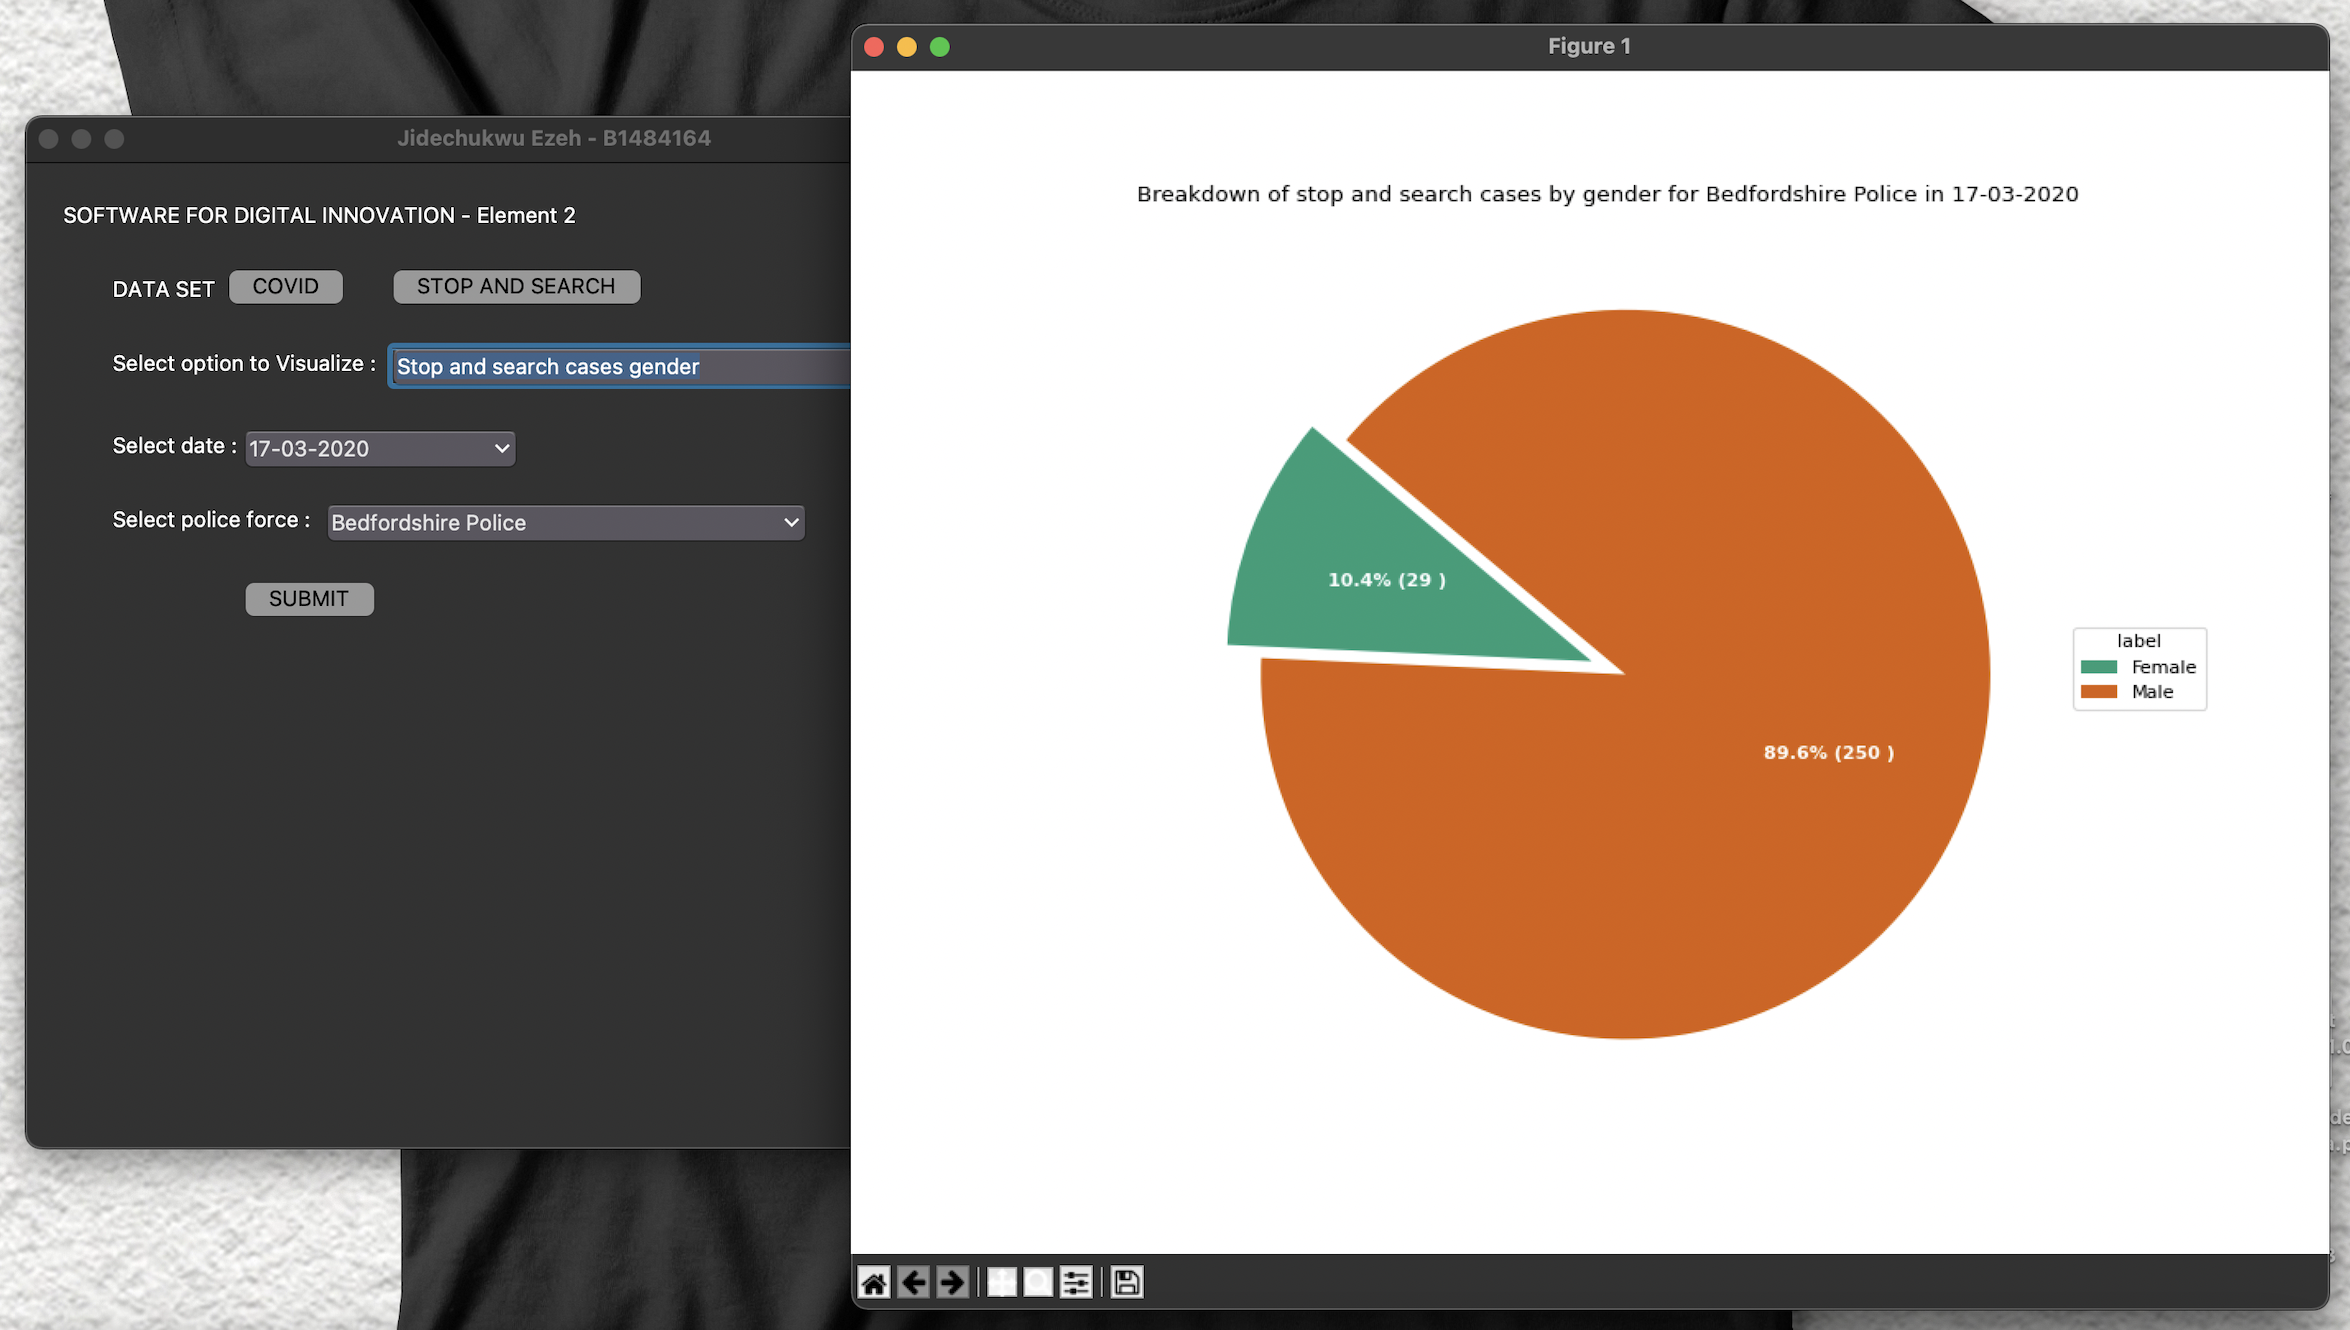 Jidechukwu Ezeh - B1484164
SOFTWARE FOR DIGITAL INNOVATION - Element 2
DATA SET COVID STOP AND SEARCH
Select option to Visualize : Stop and search cases gender
Select date : 17-03-2020
Select police force : Bedfordshire Police
SUBMIT
Figure 1
Breakdown of stop and search cases by gender for Bedfordshire Police in 17-03-2020
10.4% (29 )
89.6% (250 )
label
Female
Male